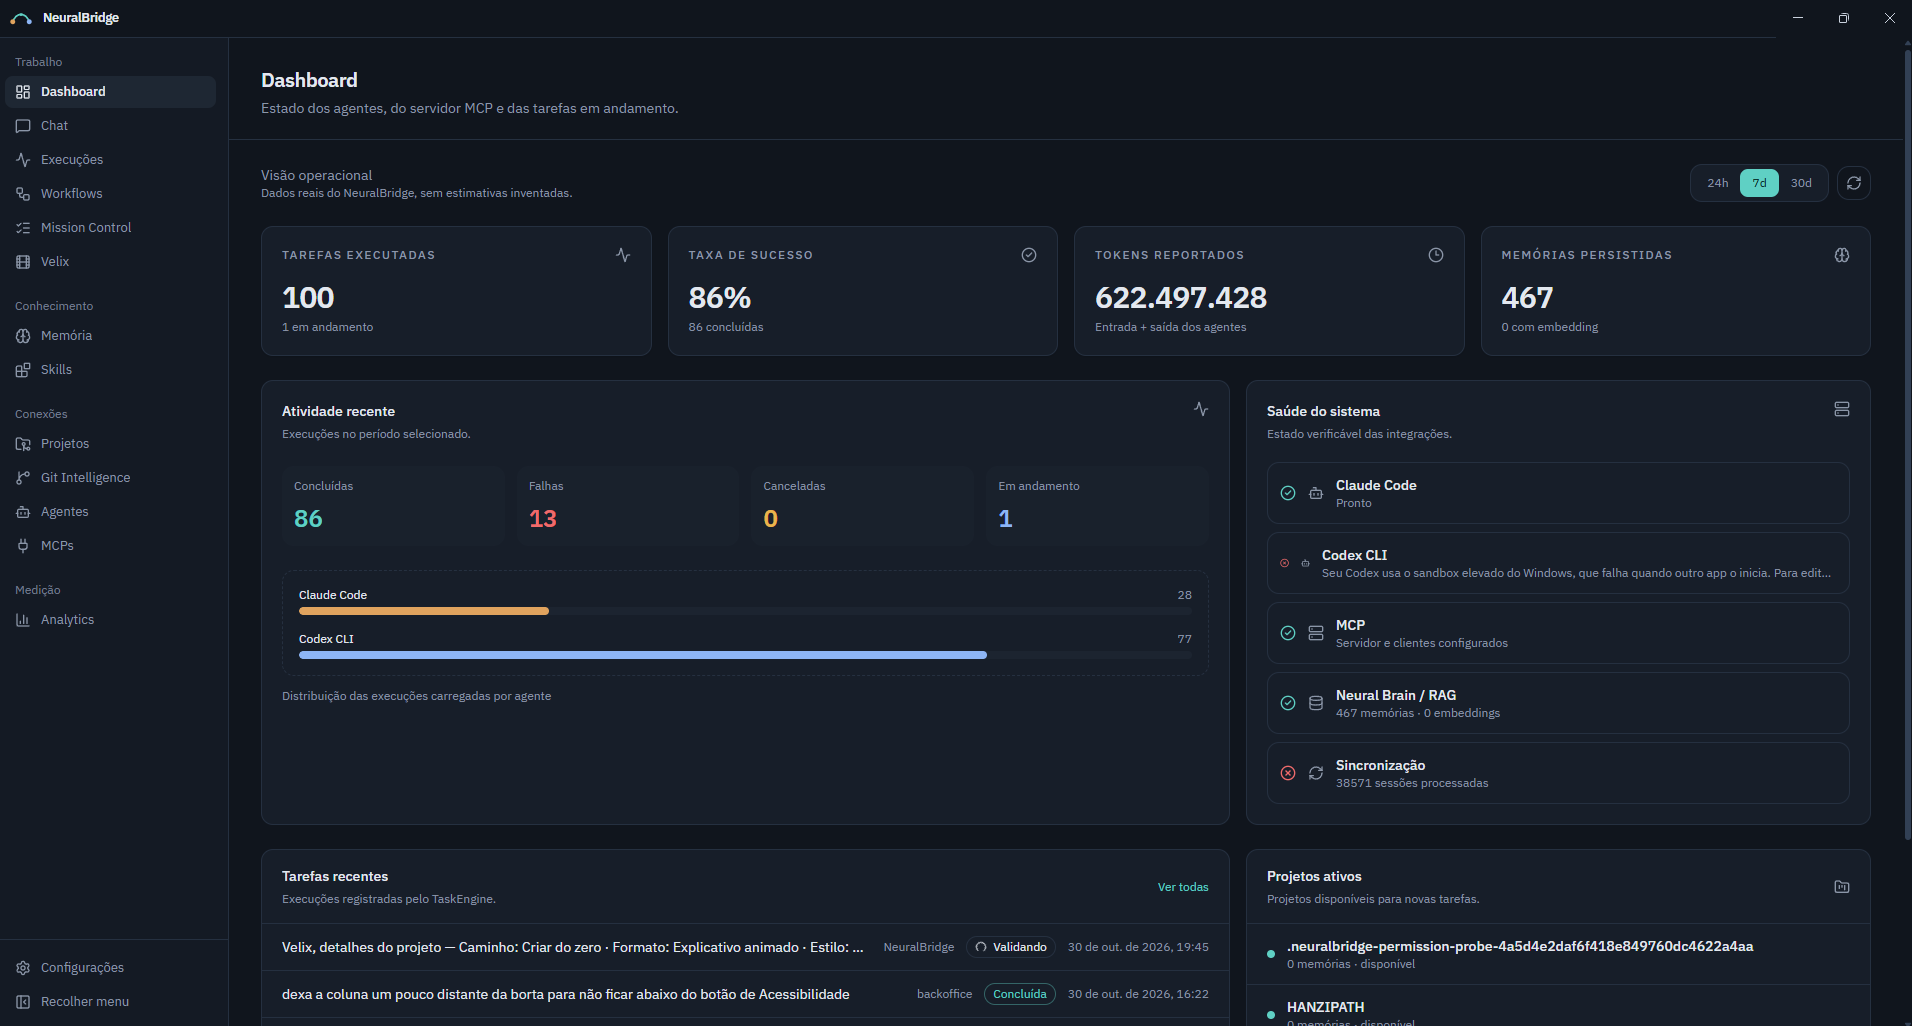 NeuralBridge
Trabalho
Dashboard
Chat
Execuções
Workflows
Mission Control
Velix
Conhecimento
Memória
Skills
Conexões
Projetos
Git Intelligence
Agentes
MCPs
Medição
Analytics
Configurações
Recolher menu
Dashboard
Estado dos agentes, do servidor MCP e das tarefas em andamento.
Visão operacional
Dados reais do NeuralBridge, sem estimativas inventadas.
24h 7d 30d
TAREFAS EXECUTADAS
100
1 em andamento
TAXA DE SUCESSO
86%
86 concluídas
TOKENS REPORTADOS
622.497.428
Entrada + saída dos agentes
MEMÓRIAS PERSISTIDAS
467
0 com embedding
Atividade recente
Execuções no período selecionado.
Concluídas
86
Falhas
13
Canceladas
0
Em andamento
1
Claude Code 28
Codex CLI 77
Distribuição das execuções carregadas por agente
Saúde do sistema
Estado verificável das integrações.
Claude Code
Pronto
Codex CLI
Seu Codex usa o sandbox elevado do Windows, que falha quando outro app o inicia. Para edit...
MCP
Servidor e clientes configurados
Neural Brain / RAG
467 memórias · 0 embeddings
Sincronização
38571 sessões processadas
Tarefas recentes
Execuções registradas pelo TaskEngine.
Ver todas
Velix, detalhes do projeto — Caminho: Criar do zero · Formato: Explicativo animado · Estilo: ... NeuralBridge Validando 30 de out. de 2026, 19:45
dexa a coluna um pouco distante da borta para não ficar abaixo do botão de Acessibilidade backoffice Concluída 30 de out. de 2026, 16:22
Projetos ativos
Projetos disponíveis para novas tarefas.
.neuralbridge-permission-probe-4a5d4e2daf6f418e849760dc4622a4aa
0 memórias · disponível
HANZIPATH
0 memórias · disponível